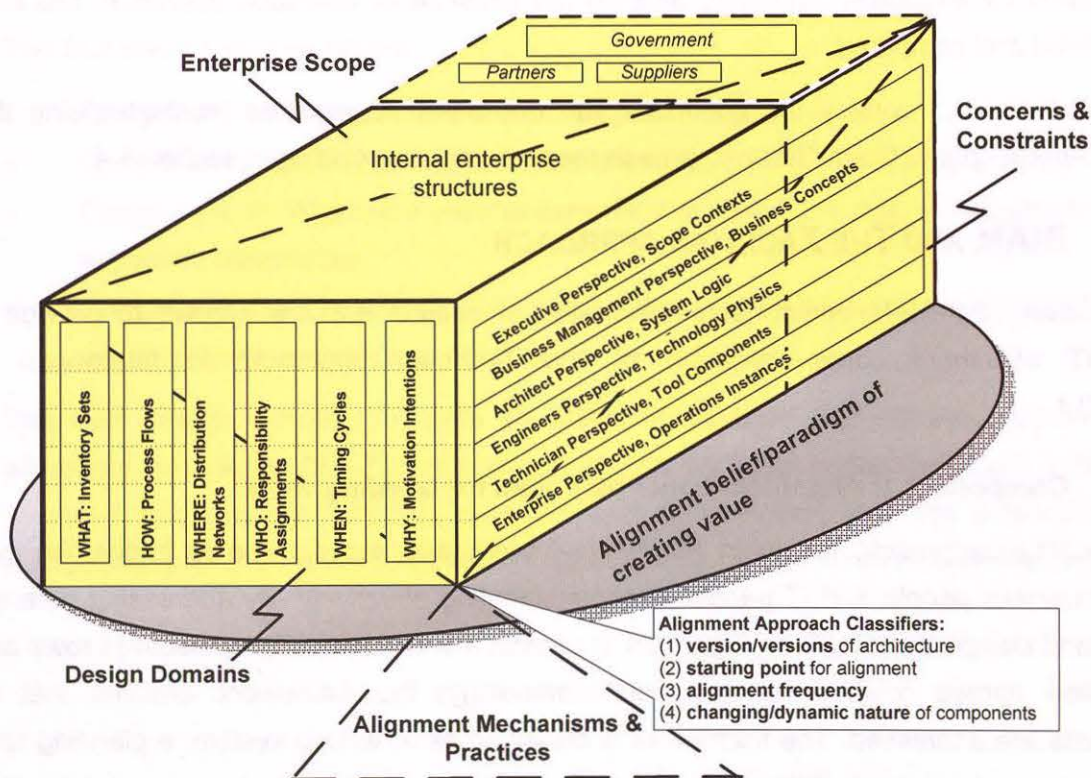 Government
Partners
Suppliers
Enterprise Scope
Concerns &
Constraints
Internal enterprise
structures
Executive Perspective, Scope Contexts
Business Management Perspective, Business Concepts
Architect Perspective, System Logic
Engineers Perspective, Technology Physics
Technician Perspective, Tool Components
Enterprise Perspective, Operations Instances
WHAT: Inventory Sets
HOW: Process Flows
WHERE: Distribution
Networks
WHO: Responsibility
Assignments
WHEN: Timing Cycles
WHY: Motivation Intentions
Alignment belief/paradigm of
creating value
Design Domains
Alignment Approach Classifiers:
(1) version/versions of architecture
(2) starting point for alignment
(3) alignment frequency
(4) changing/dynamic nature of components
Alignment Mechanisms &
Practices